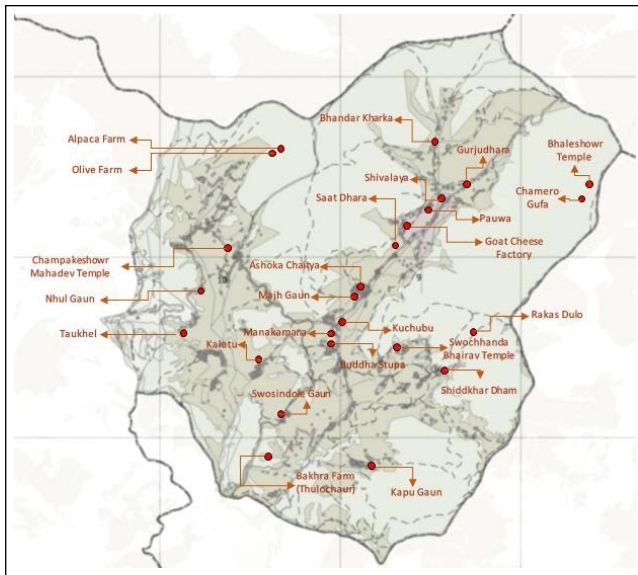 Bhandar Kharka
Alpaca Farm
Gurjudhara
Bhaleshowr
Temple
Olive Farm
Shivalaya
Saat Dhara
Chamero
Gufa
Pauwa
Goat Cheese
Factory
Champakeshowr
Mahadev Temple
Ashoka Chaitya
Nhul Gaun
Majh Gaun
Taukhel
Manakamana
Kuchubu
Rakas Dulo
Kalotu
Swochhanda
Bhairav Temple
Buddha Stupa
Shiddkhar Dham
Swosindole Gaun
Bakhra Farm
(Thulochaur)
Kapu Gaun